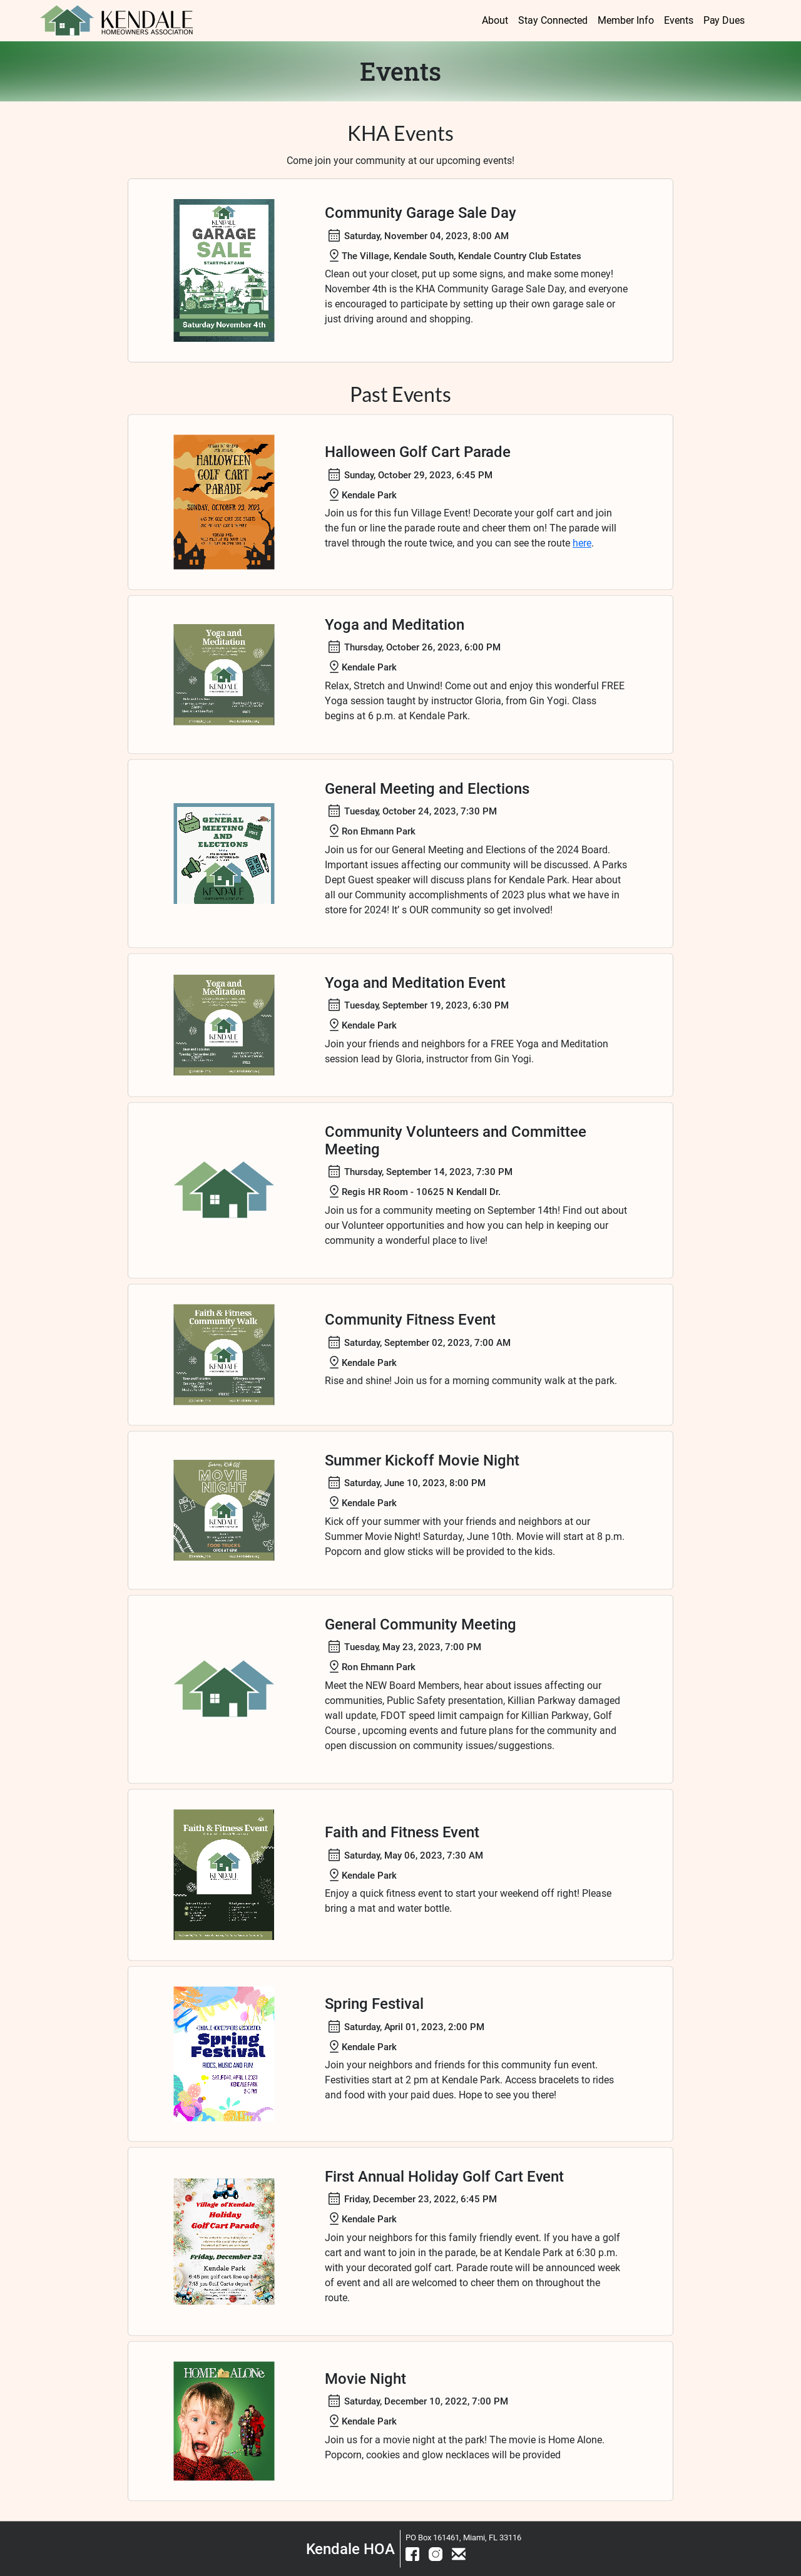 KENDALE
HOMEOWNERS ASSOCIATION
About Stay Connected Member Info Events Pay Dues
Events
KHA Events
Come join your community at our upcoming events!
KENDALE
GARAGE
SALE
STARTING AT 8AM
Saturday November 4th
Community Garage Sale Day
Saturday, November 04, 2023, 8:00 AM
The Village, Kendale South, Kendale Country Club Estates
Clean out your closet, put up some signs, and make some money!
November 4th is the KHA Community Garage Sale Day, and everyone
is encouraged to participate by setting up their own garage sale or
just driving around and shopping.
Past Events
HALLOWEEN
GOLF CART
PARADE
SUNDAY, OCTOBER 29, 2023
Halloween Golf Cart Parade
Sunday, October 29, 2023, 6:45 PM
Kendale Park
Join us for this fun Village Event! Decorate your golf cart and join
the fun or line the parade route and cheer them on! The parade will
travel through the route twice, and you can see the route here.
Yoga and
Meditation
KENDALE
Yoga and Meditation
Thursday, October 26, 2023, 6:00 PM
Kendale Park
Relax, Stretch and Unwind! Come out and enjoy this wonderful FREE
Yoga session taught by instructor Gloria, from Gin Yogi. Class
begins at 6 p.m. at Kendale Park.
GENERAL
MEETING
AND
ELECTIONS
KENDALE
General Meeting and Elections
Tuesday, October 24, 2023, 7:30 PM
Ron Ehmann Park
Join us for our General Meeting and Elections of the 2024 Board.
Important issues affecting our community will be discussed. A Parks
Dept Guest speaker will discuss plans for Kendale Park. Hear about
all our Community accomplishments of 2023 plus what we have in
store for 2024! It' s OUR community so get involved!
Yoga and
Meditation
KENDALE
Yoga and Meditation Event
Tuesday, September 19, 2023, 6:30 PM
Kendale Park
Join your friends and neighbors for a FREE Yoga and Meditation
session lead by Gloria, instructor from Gin Yogi.
Community Volunteers and Committee
Meeting
Thursday, September 14, 2023, 7:30 PM
Regis HR Room - 10625 N Kendall Dr.
Join us for a community meeting on September 14th! Find out about
our Volunteer opportunities and how you can help in keeping our
community a wonderful place to live!
Faith & Fitness
Community Walk
KENDALE
Community Fitness Event
Saturday, September 02, 2023, 7:00 AM
Kendale Park
Rise and shine! Join us for a morning community walk at the park.
Summer Kick Off
MOVIE
NIGHT
KENDALE
FOOD TRUCKS
Summer Kickoff Movie Night
Saturday, June 10, 2023, 8:00 PM
Kendale Park
Kick off your summer with your friends and neighbors at our
Summer Movie Night! Saturday, June 10th. Movie will start at 8 p.m.
Popcorn and glow sticks will be provided to the kids.
General Community Meeting
Tuesday, May 23, 2023, 7:00 PM
Ron Ehmann Park
Meet the NEW Board Members, hear about issues affecting our
communities, Public Safety presentation, Killian Parkway damaged
wall update, FDOT speed limit campaign for Killian Parkway, Golf
Course , upcoming events and future plans for the community and
open discussion on community issues/suggestions.
Faith & Fitness Event
KENDALE
Faith and Fitness Event
Saturday, May 06, 2023, 7:30 AM
Kendale Park
Enjoy a quick fitness event to start your weekend off right! Please
bring a mat and water bottle.
KENDALE HOMEOWNERS ASSOCIATION
Spring
Festival
RIDES, MUSIC AND FUN!
SATURDAY, APRIL 1, 2023
KENDALE PARK
Spring Festival
Saturday, April 01, 2023, 2:00 PM
Kendale Park
Join your neighbors and friends for this community fun event.
Festivities start at 2 pm at Kendale Park. Access bracelets to rides
and food with your paid dues. Hope to see you there!
Village of Kendale
Holiday
Golf Cart Parade
Friday, December 23
Kendale Park
First Annual Holiday Golf Cart Event
Friday, December 23, 2022, 6:45 PM
Kendale Park
Join your neighbors for this family friendly event. If you have a golf
cart and want to join in the parade, be at Kendale Park at 6:30 p.m.
with your decorated golf cart. Parade route will be announced week
of event and all are welcomed to cheer them on throughout the
route.
HOME ALONE
Movie Night
Saturday, December 10, 2022, 7:00 PM
Kendale Park
Join us for a movie night at the park! The movie is Home Alone.
Popcorn, cookies and glow necklaces will be provided
Kendale HOA
PO Box 161461, Miami, FL 33116